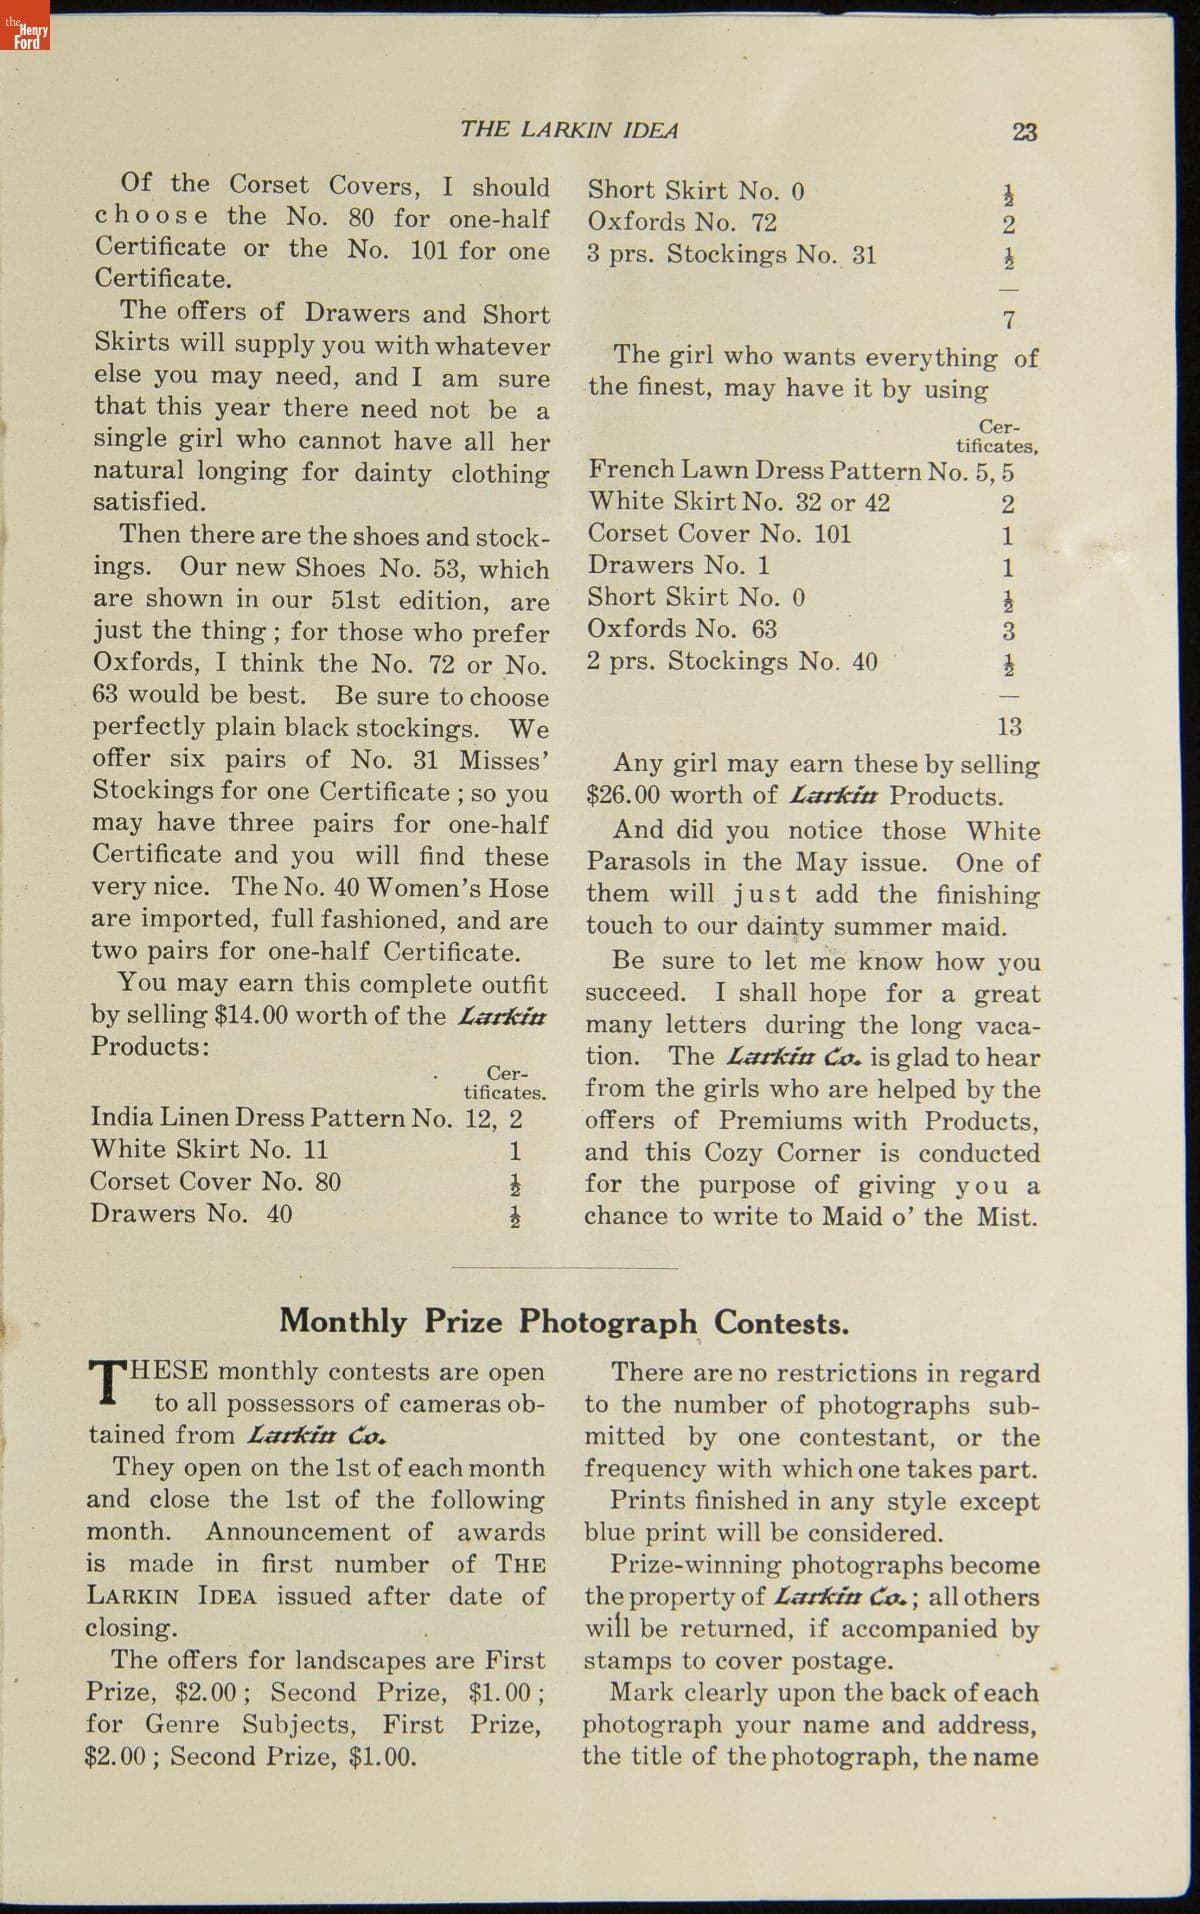 the
Henry
Ford
THE LARKIN IDEA
23
Of the Corset Covers, I should
choose the No. 80 for one-half
Certificate or the No. 101 for one
Certificate.
The offers of Drawers and Short
Skirts will supply you with whatever
else you may need, and I am sure
that this year there need not be a
single girl who cannot have all her
natural longing for dainty clothing
satisfied.
Then there are the shoes and stock-
ings. Our new Shoes No. 53, which
are shown in our 51st edition, are
just the thing; for those who prefer
Oxfords, I think the No. 72 or No.
63 would be best. Be sure to choose
perfectly plain black stockings. We
offer six pairs of No. 31 Misses'
Stockings for one Certificate; so you
may have three pairs for one-half
Certificate and you will find these
very nice. The No. 40 Women's Hose
are imported, full fashioned, and are
two pairs for one-half Certificate.
You may earn this complete outfit
by selling $14.00 worth of the Larkin
Products:
Cer-
tificates.
India Linen Dress Pattern No. 12, 2
White Skirt No. 11 1
Corset Cover No. 80 ½
Drawers No. 40 ½
Short Skirt No. 0 ½
Oxfords No. 72 2
3 prs. Stockings No. 31 ½
—
7
The girl who wants everything of
the finest, may have it by using
Cer-
tificates,
French Lawn Dress Pattern No. 5, 5
White Skirt No. 32 or 42 2
Corset Cover No. 101 1
Drawers No. 1 1
Short Skirt No. 0 ½
Oxfords No. 63 3
2 prs. Stockings No. 40 ½
—
13
Any girl may earn these by selling
$26.00 worth of Larkin Products.
And did you notice those White
Parasols in the May issue. One of
them will just add the finishing
touch to our dainty summer maid.
Be sure to let me know how you
succeed. I shall hope for a great
many letters during the long vaca-
tion. The Larkin Co. is glad to hear
from the girls who are helped by the
offers of Premiums with Products,
and this Cozy Corner is conducted
for the purpose of giving you a
chance to write to Maid o' the Mist.
Monthly Prize Photograph Contests.
THESE monthly contests are open
to all possessors of cameras ob-
tained from Larkin Co.
They open on the 1st of each month
and close the 1st of the following
month. Announcement of awards
is made in first number of THE
LARKIN IDEA issued after date of
closing.
The offers for landscapes are First
Prize, $2.00; Second Prize, $1.00;
for Genre Subjects, First Prize,
$2.00; Second Prize, $1.00.
There are no restrictions in regard
to the number of photographs sub-
mitted by one contestant, or the
frequency with which one takes part.
Prints finished in any style except
blue print will be considered.
Prize-winning photographs become
the property of Larkin Co.; all others
will be returned, if accompanied by
stamps to cover postage.
Mark clearly upon the back of each
photograph your name and address,
the title of the photograph, the name